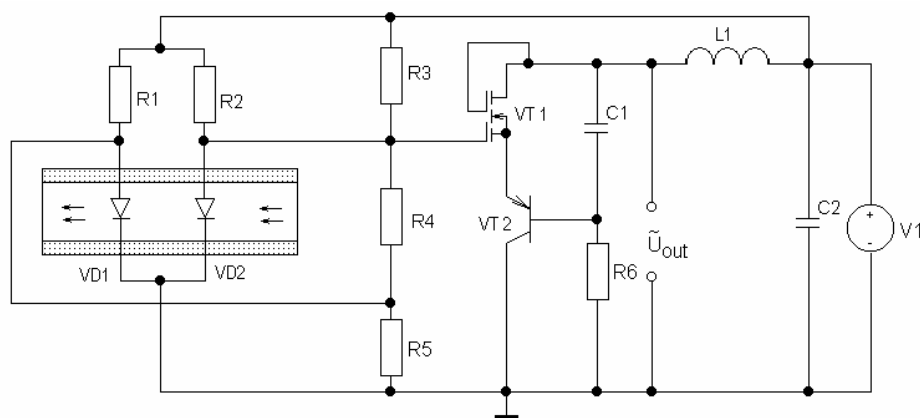 L1
R1
R2
R3
VT1
C1
R4
VT2
Ũout
C2
+
-
V1
VD1
VD2
R6
R5